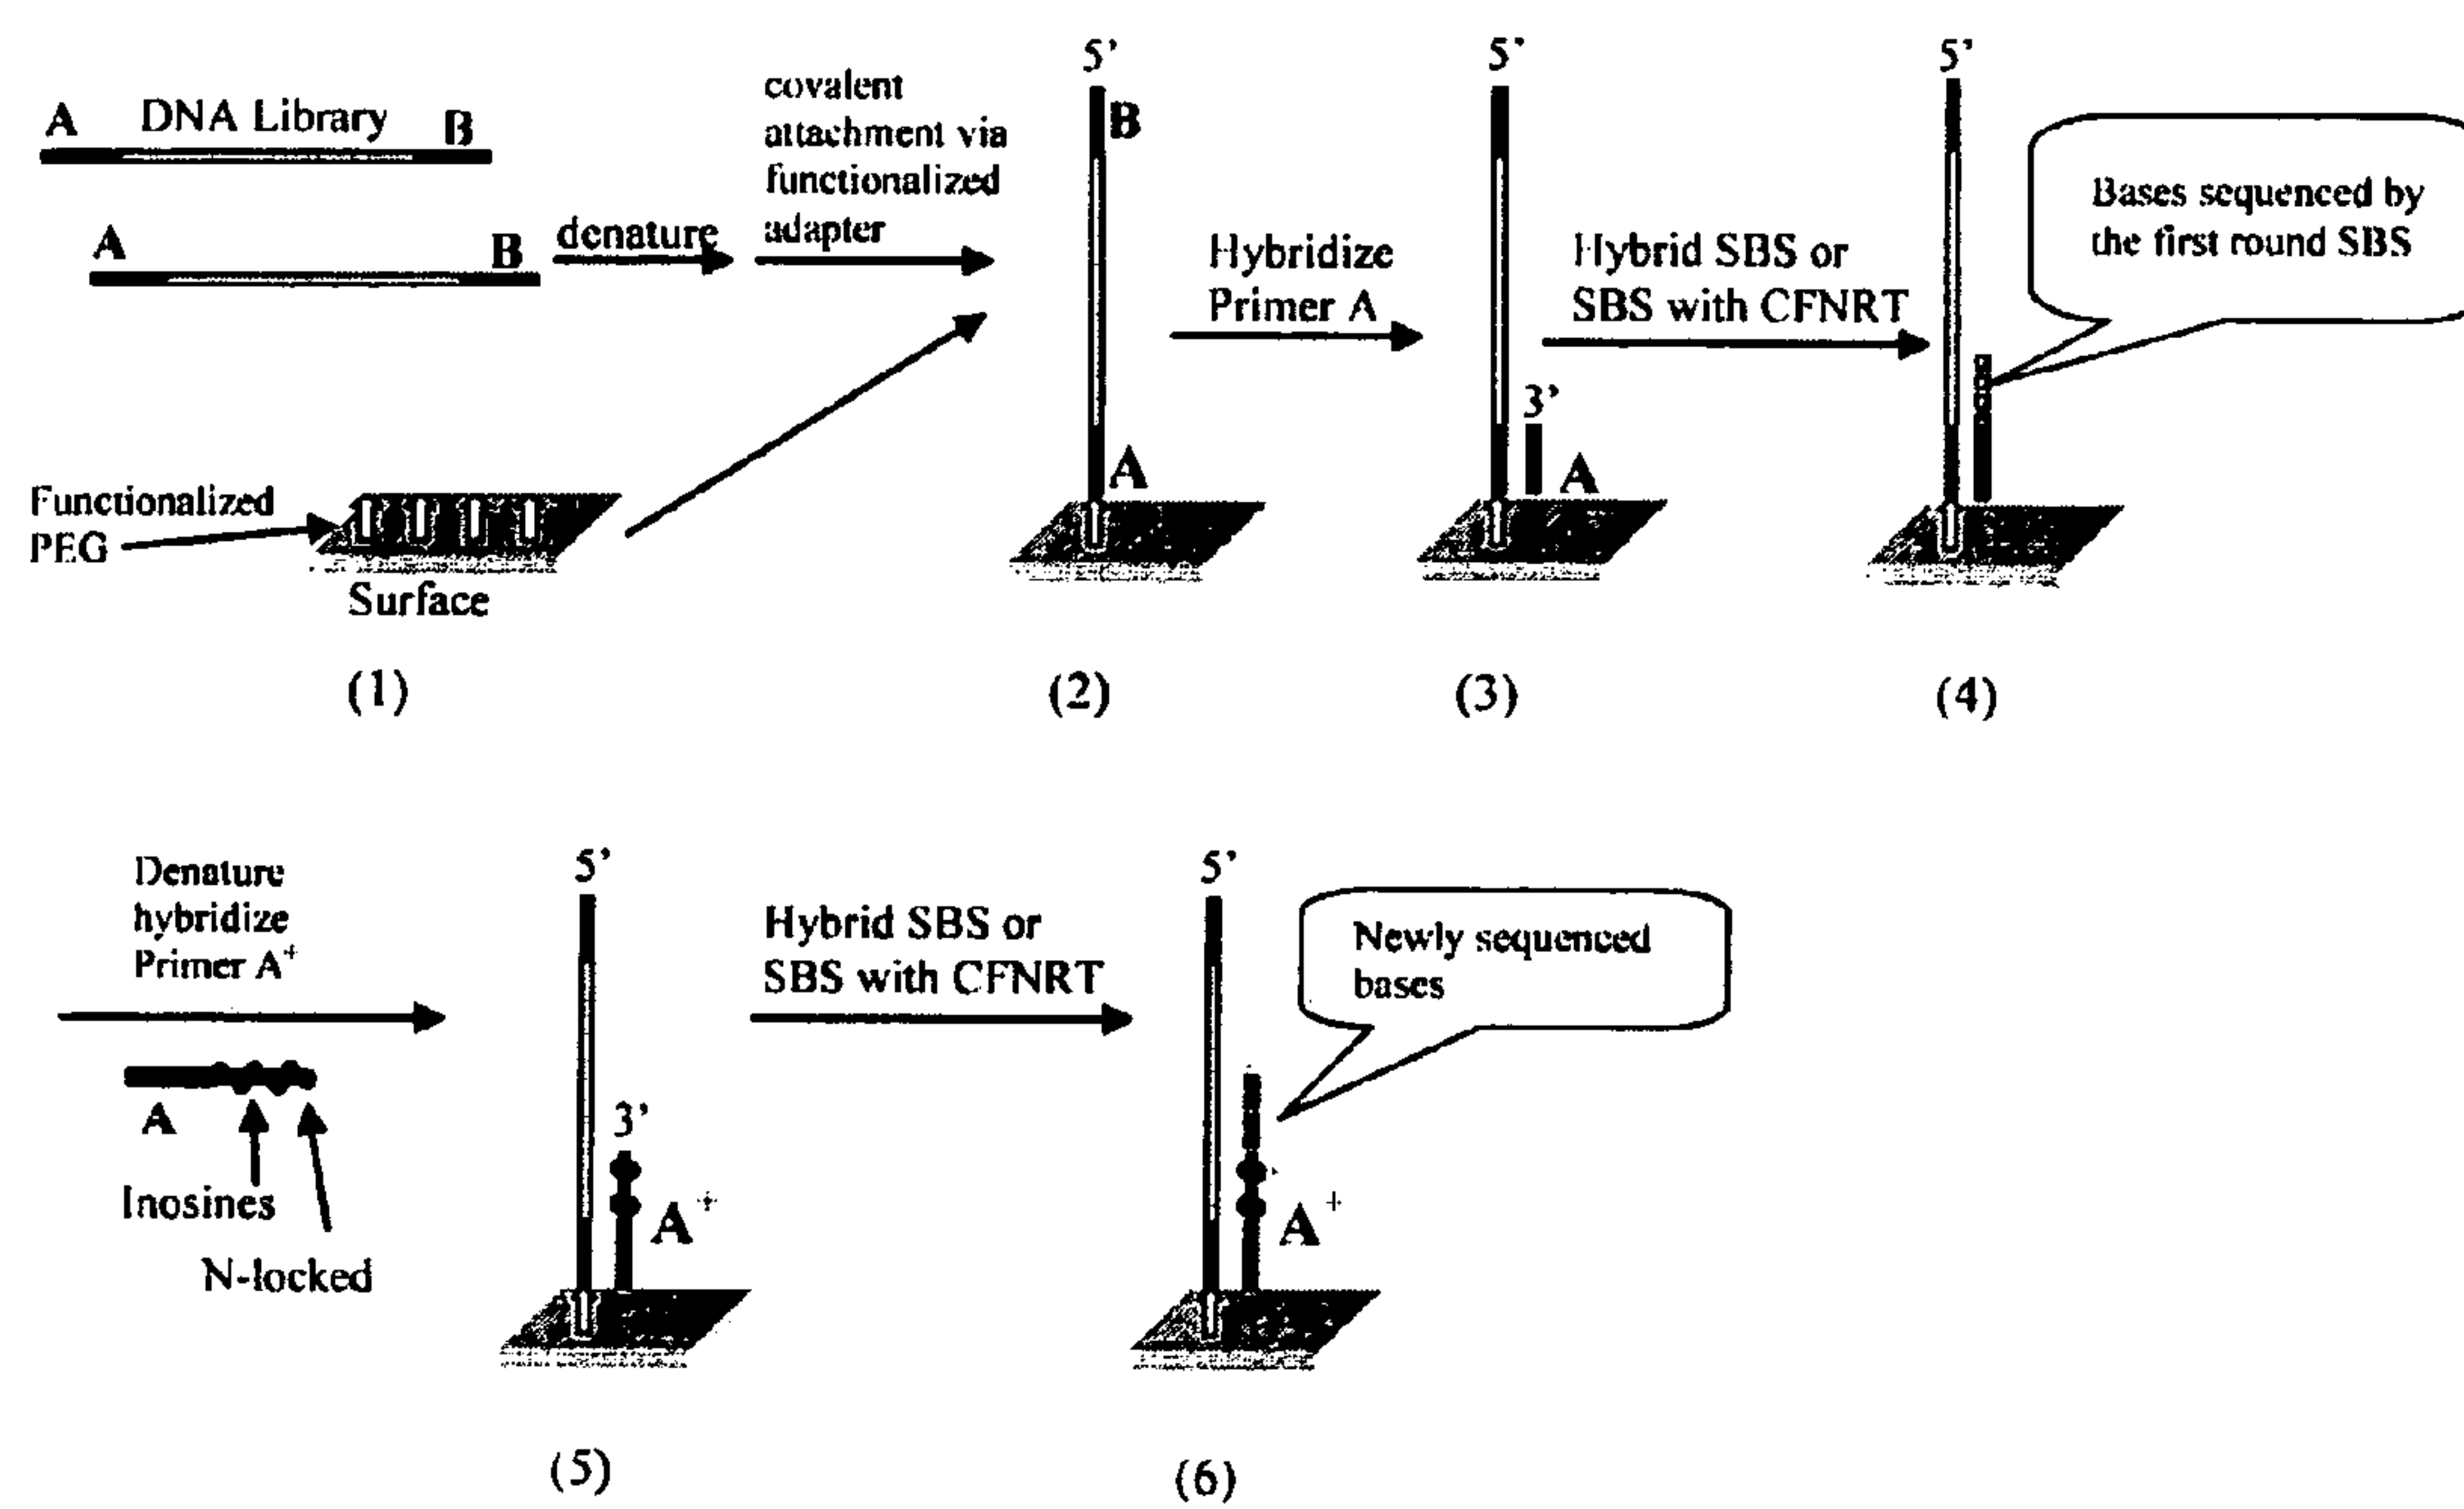 A DNA Library B
A B
denature
covalent
attachment via
functionalized
adapter
Functionalized
PEG
Surface
(1)
5'
B
A
(2)
Hybridize
Primer A
5'
3'
A
(3)
Hybrid SBS or
SBS with CFNRT
5'
Bases sequenced by
the first round SBS
(4)
Denature
hybridize
Primer A+
A
Inosines
N-locked
5'
3'
A+
(5)
Hybrid SBS or
SBS with CFNRT
5'
Newly sequenced
bases
A+
(6)